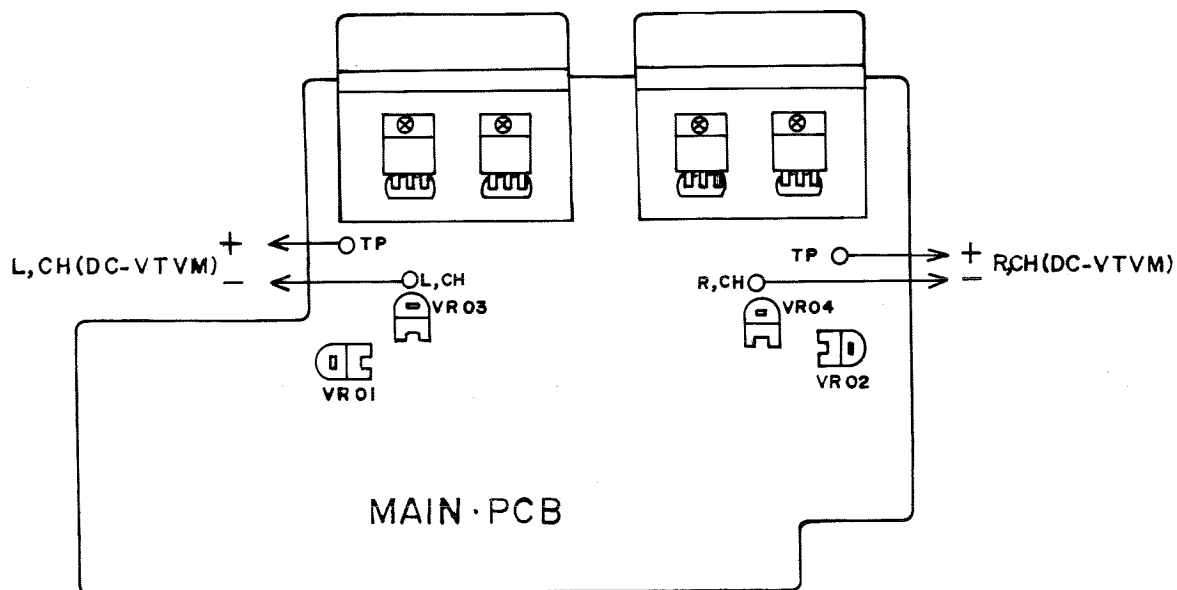 + TP
L,CH(DC-VTVM)
- L,CH
VR03
VR01
TP +
R,CH(DC-VTVM)
R,CH -
VR04
VR02
MAIN·PCB